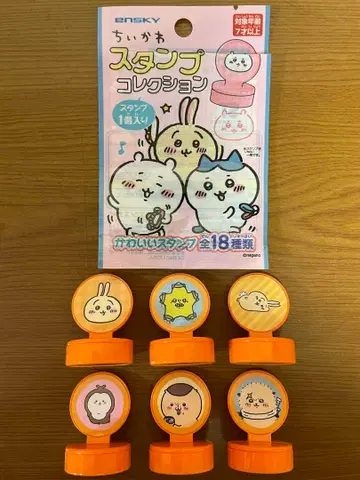 ensky
対象年齢
7才以上
ちいかわ
スタンプ
コレクション
スタンプ
1個入り
かわいいスタンプ 全18種類
©nagano